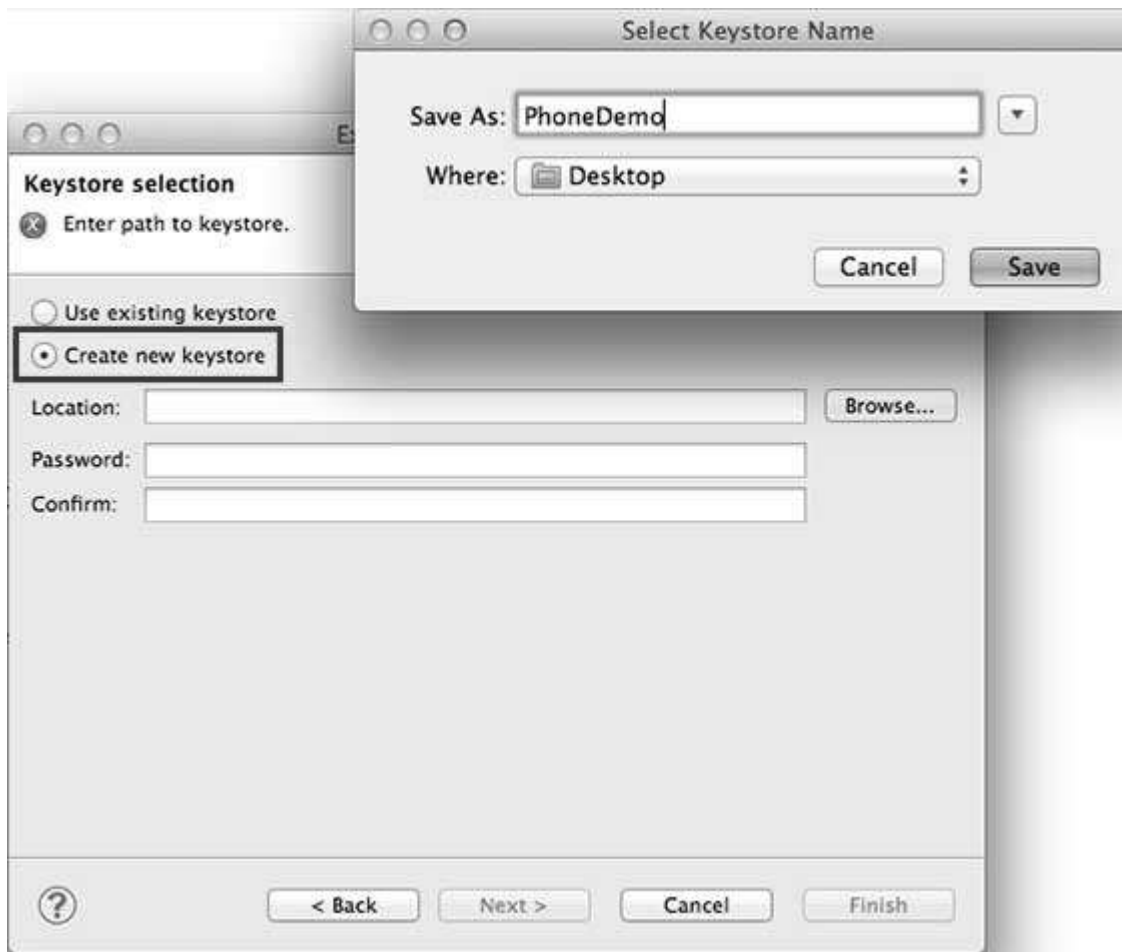 Select Keystore Name
Save As: PhoneDemo
Where: Desktop
Cancel Save
Keystore selection
Enter path to keystore.
Use existing keystore
Create new keystore
Location: Browse...
Password:
Confirm:
? < Back Next > Cancel Finish